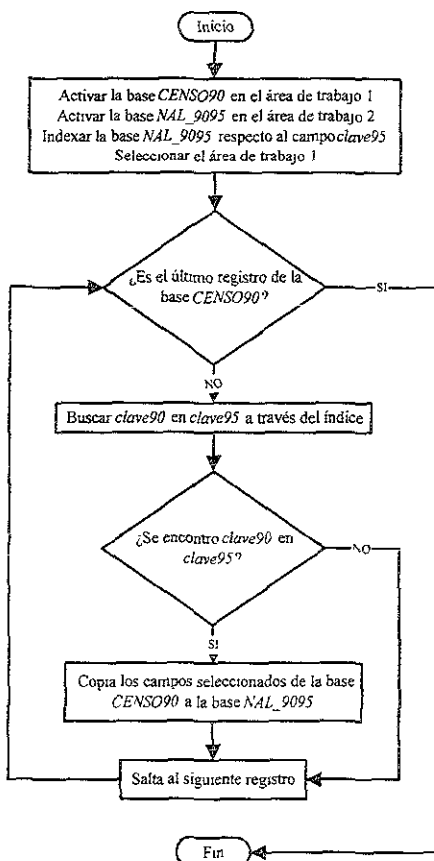 Inicio
Activar la base CENSO90 en el área de trabajo 1
Activar la base NAL_9095 en el área de trabajo 2
Indexar la base NAL_9095 respecto al campo clave95
Seleccionar el área de trabajo 1
¿Es el último registro de la
base CENSO90?
SI
NO
Buscar clave90 en clave95 a través del índice
¿Se encontro clave90 en
clave95?
NO
SI
Copia los campos seleccionados de la base
CENSO90 a la base NAL_9095
Salta al siguiente registro
Fin